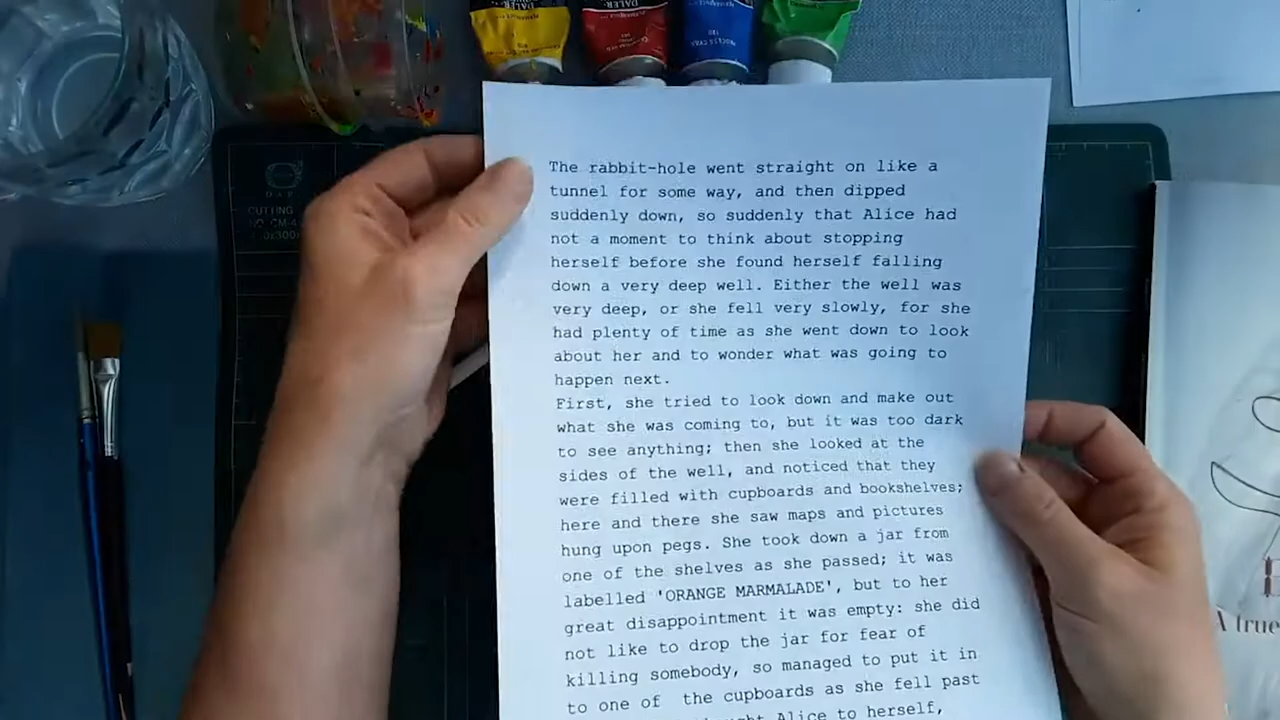 The rabbit-hole went straight on like a
tunnel for some way, and then dipped
suddenly down, so suddenly that Alice had
not a moment to think about stopping
herself before she found herself falling
down a very deep well. Either the well was
very deep, or she fell very slowly, for she
had plenty of time as she went down to look
about her and to wonder what was going to
happen next.
First, she tried to look down and make out
what she was coming to, but it was too dark
to see anything; then she looked at the
sides of the well, and noticed that they
were filled with cupboards and bookshelves;
here and there she saw maps and pictures
hung upon pegs. She took down a jar from
one of the shelves as she passed; it was
labelled 'ORANGE MARMALADE', but to her
great disappointment it was empty: she did
not like to drop the jar for fear of
killing somebody, so managed to put it in
to one of the cupboards as she fell past
Alice to herself,
DALER
DALER
CUTTING
A true